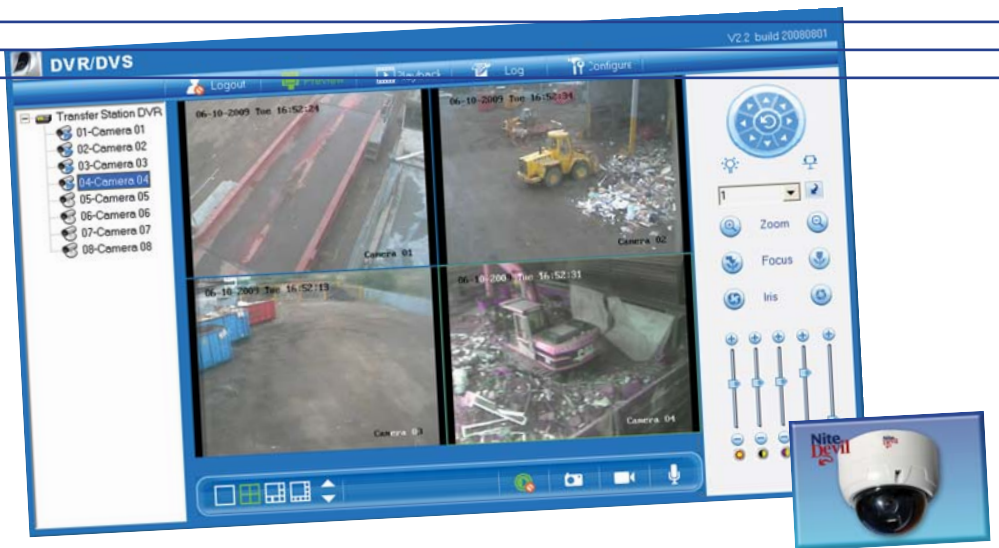 V2.2 build 20080801
DVR/DVS
Logout
Preview
Playback
Log
Configure
Transfer Station DVR
01-Camera 01
02-Camera 02
03-Camera 03
04-Camera 04
05-Camera 05
06-Camera 06
07-Camera 07
08-Camera 08
06-10-2009 Tue 16:52:24
Camera 01
06-10-2009 Tue 16:52:34
Camera 02
06-10-2009 Tue 16:52:13
Camera 03
06-10-200 Tue 16:52:31
Camera 04
1
Zoom
Focus
Iris
Nite
Devil